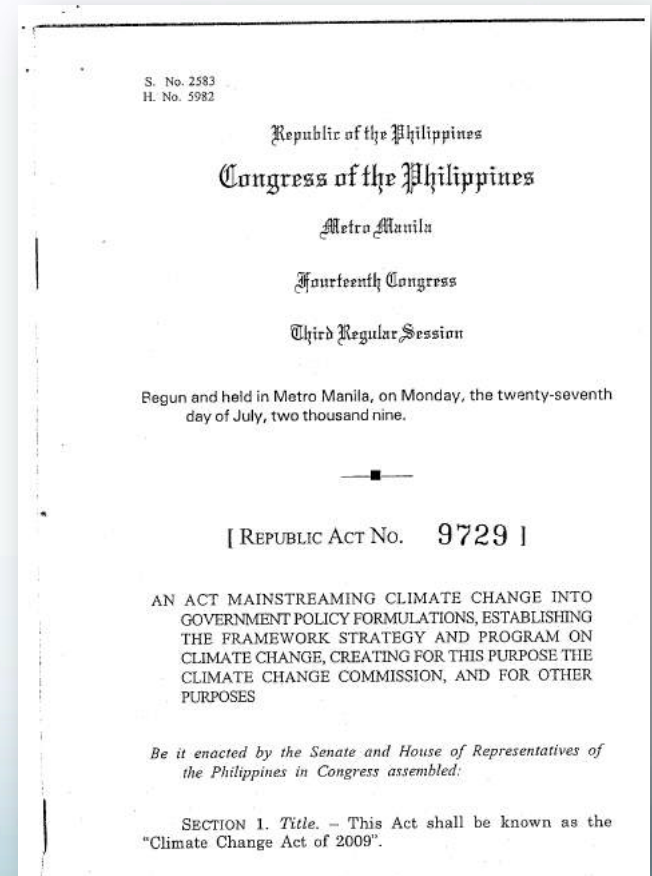 S. No. 2583
H. No. 5982
Republic of the Philippines
Congress of the Philippines
Metro Manila
Fourteenth Congress
Third Regular Session
Begun and held in Metro Manila, on Monday, the twenty-seventh
day of July, two thousand nine.
[ REPUBLIC ACT NO. 9729 ]
AN ACT MAINSTREAMING CLIMATE CHANGE INTO
GOVERNMENT POLICY FORMULATIONS, ESTABLISHING
THE FRAMEWORK STRATEGY AND PROGRAM ON
CLIMATE CHANGE, CREATING FOR THIS PURPOSE THE
CLIMATE CHANGE COMMISSION, AND FOR OTHER
PURPOSES
Be it enacted by the Senate and House of Representatives of
the Philippines in Congress assembled:
SECTION 1. Title. – This Act shall be known as the
"Climate Change Act of 2009".